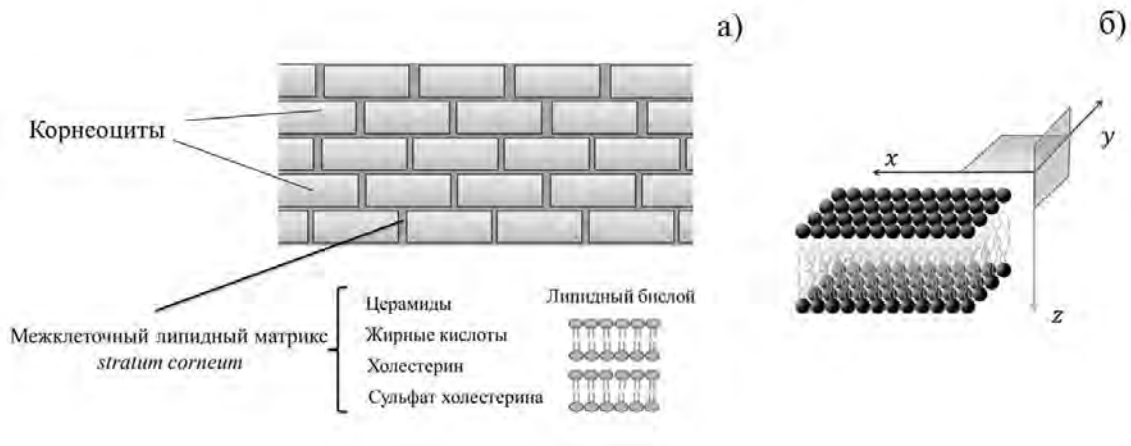 а)
б)
Корнеоциты
x
y
z
Церамиды
Жирные кислоты
Холестерин
Сульфат холестерина
Липидный бислой
Межклеточный липидный матрикс
stratum corneum